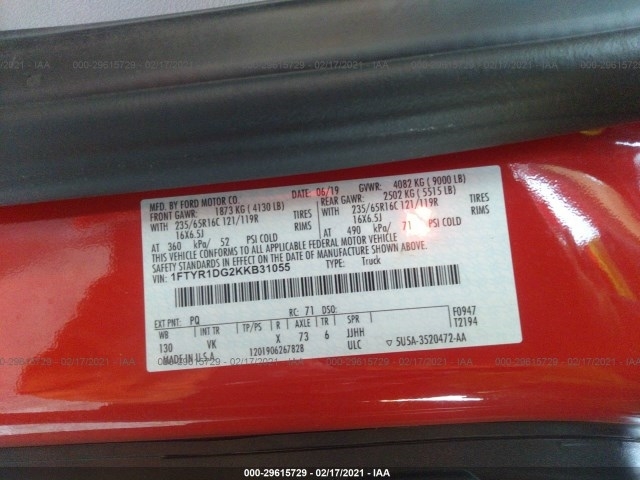 000-29615729 - 02/17/2021 - IAA
MFD. BY FORD MOTOR CO.
DATE: 06/19 GVWR: 4082 KG ( 9000 LB)
FRONT GAWR: 1873 KG ( 4130 LB)
REAR GAWR: 2502 KG ( 5515 LB)
WITH 235/65R16C 121/119R TIRES
WITH 235/65R16C 121/119R TIRES
16X6.5J RIMS
16X6.5J RIMS
AT 360 kPa/ 52 PSI COLD
AT 490 kPa/ 71 PSI COLD
THIS VEHICLE CONFORMS TO ALL APPLICABLE FEDERAL MOTOR VEHICLE
SAFETY STANDARDS IN EFFECT ON THE DATE OF MANUFACTURE SHOWN ABOVE.
VIN: 1FTYR1DG2KKB31055
TYPE: Truck
EXT PNT: PQ RC: 71 DSO: F0947
WB INT TR TP/PS R AXLE TR SPR T2194
130 VK X 73 6 JJHH
MADE IN U.S.A 1201906267828 ULC 5U5A-3520472-AA
000-29615729 - 02/17/2021 - IAA